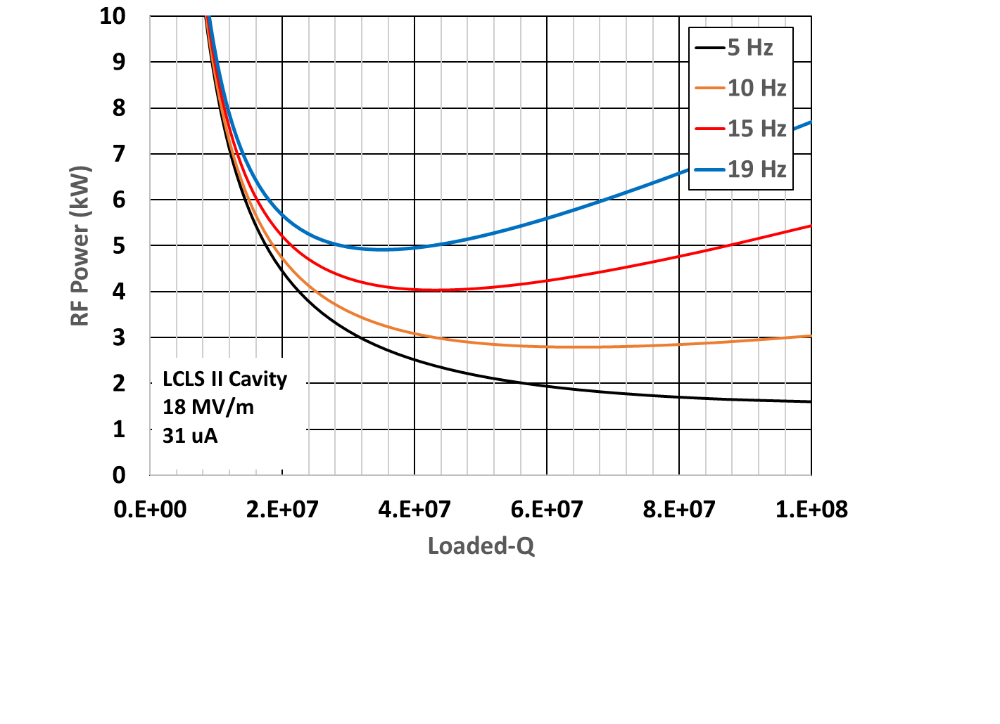 10
9
8
7
6
5
4
3
2
1
0
RF Power (kW)
5 Hz
10 Hz
15 Hz
19 Hz
LCLS II Cavity
18 MV/m
31 uA
0.E+00 2.E+07 4.E+07 6.E+07 8.E+07 1.E+08
Loaded-Q